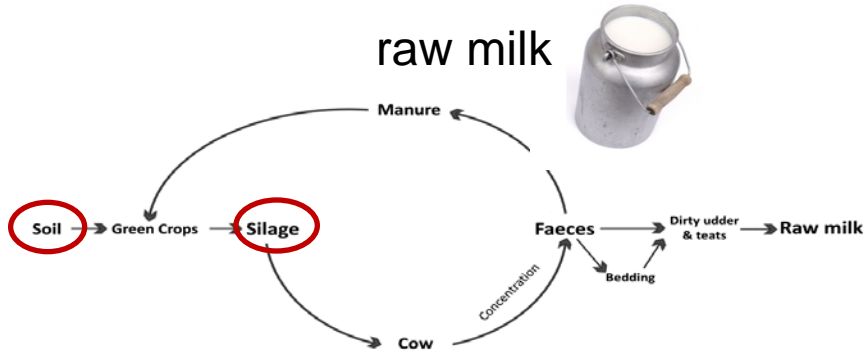 raw milk
Manure
Soil
Green Crops
Silage
Faeces
Dirty udder
& teats
Raw milk
Bedding
Concentration
Cow